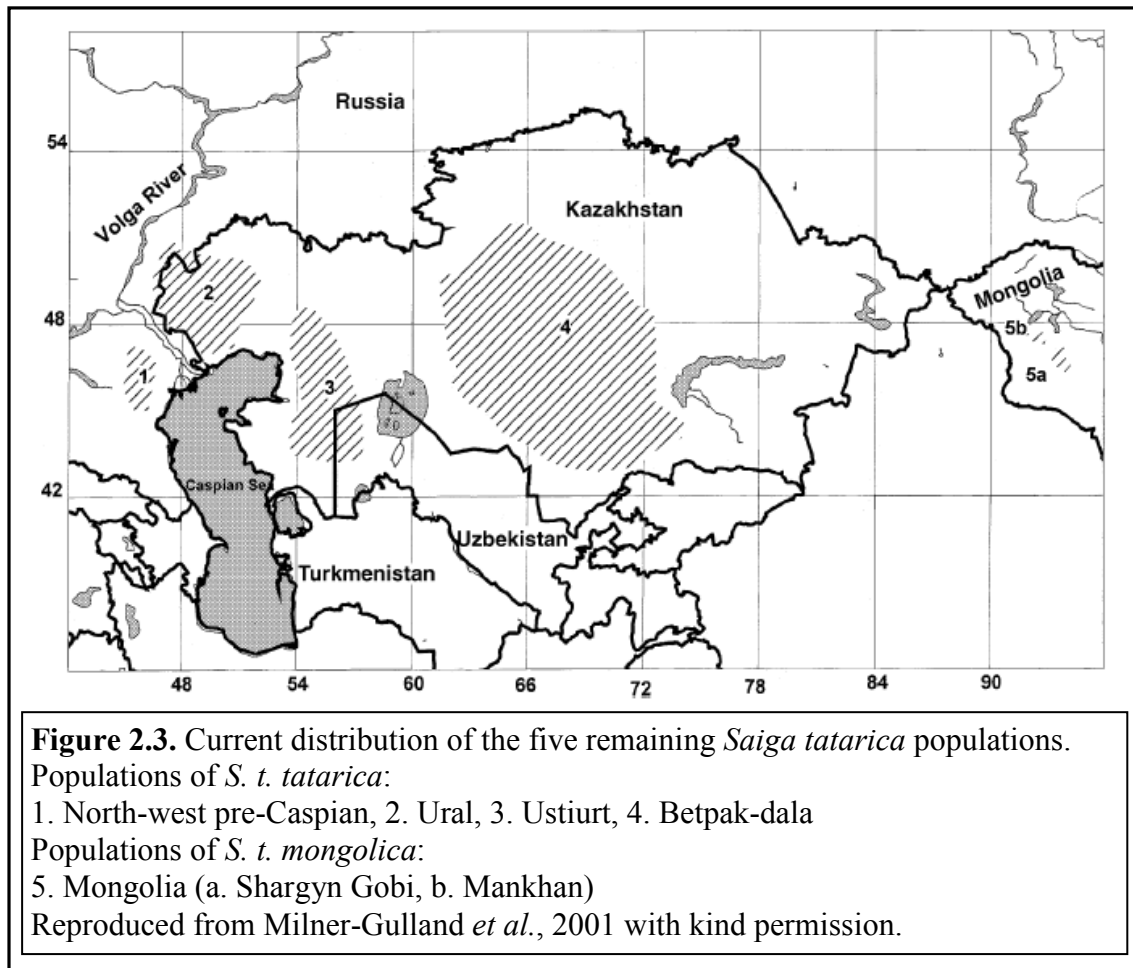 Russia
54
Volga River
Kazakhstan
2
Mongolia
48
4
5b
1
3
5a
42
Caspian Se
Uzbekistan
Turkmenistan
48 54 60 66 72 78 84 90
Figure 2.3. Current distribution of the five remaining Saiga tatarica populations.
Populations of S. t. tatarica:
1. North-west pre-Caspian, 2. Ural, 3. Ustiurt, 4. Betpak-dala
Populations of S. t. mongolica:
5. Mongolia (a. Shargyn Gobi, b. Mankhan)
Reproduced from Milner-Gulland et al., 2001 with kind permission.